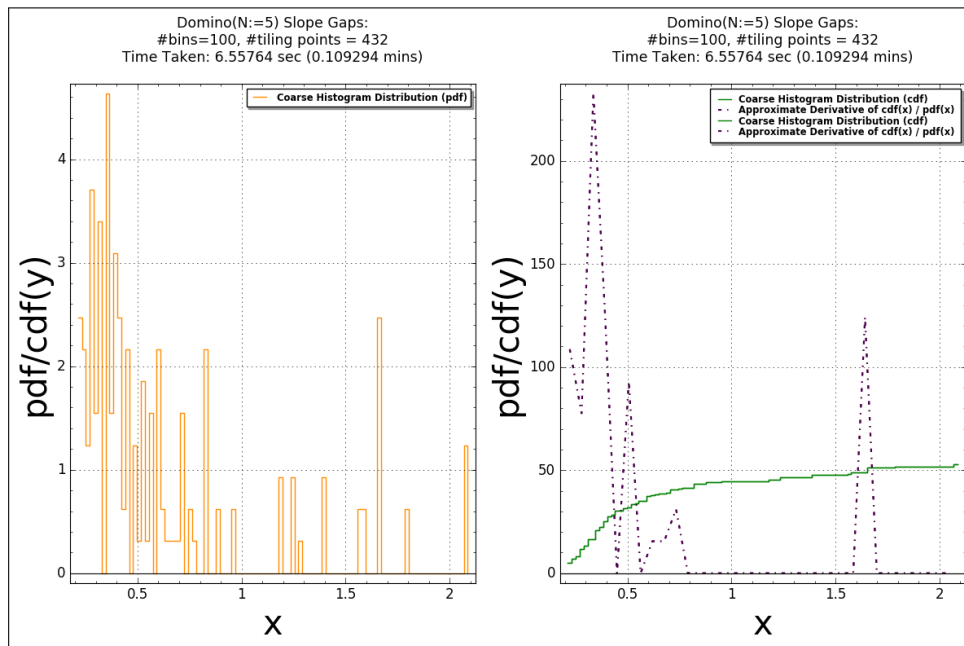 Domino(N:=5) Slope Gaps:
#bins=100, #tiling points = 432
Time Taken: 6.55764 sec (0.109294 mins)
Coarse Histogram Distribution (pdf)
4
3
2
1
0
0.5
1
1.5
2
pdf/cdf(y)
x
Domino(N:=5) Slope Gaps:
#bins=100, #tiling points = 432
Time Taken: 6.55764 sec (0.109294 mins)
Coarse Histogram Distribution (cdf)
Approximate Derivative of cdf(x) / pdf(x)
Coarse Histogram Distribution (cdf)
Approximate Derivative of cdf(x) / pdf(x)
200
150
100
50
0
0.5
1
1.5
2
pdf/cdf(y)
x